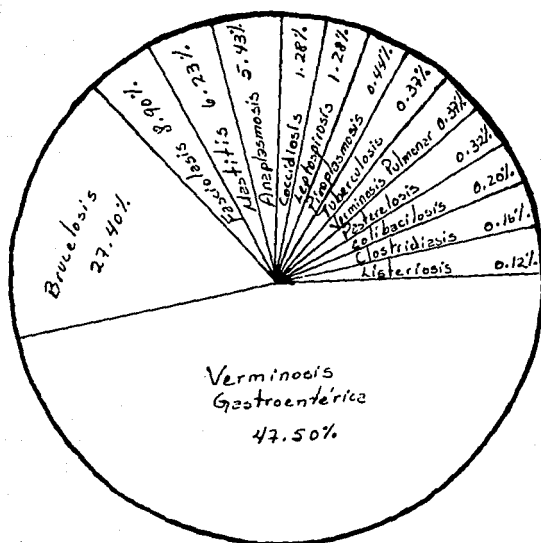 Brucelosis
27.40%
Fasciolasis 8.90%
Mastitis 6.23%
Anaplasmosis 5.43%
Coccidiosis 1.28%
Leptospirosis 1.28%
Piroplasmosis 0.44%
Tuberculosis 0.37%
Verminosis Pulmonar 0.37%
Pasterelosis 0.32%
Colibacilosis 0.20%
Clostridiasis 0.16%
Listeriosis 0.12%
Verminosis
Gastroentérica
47.50%